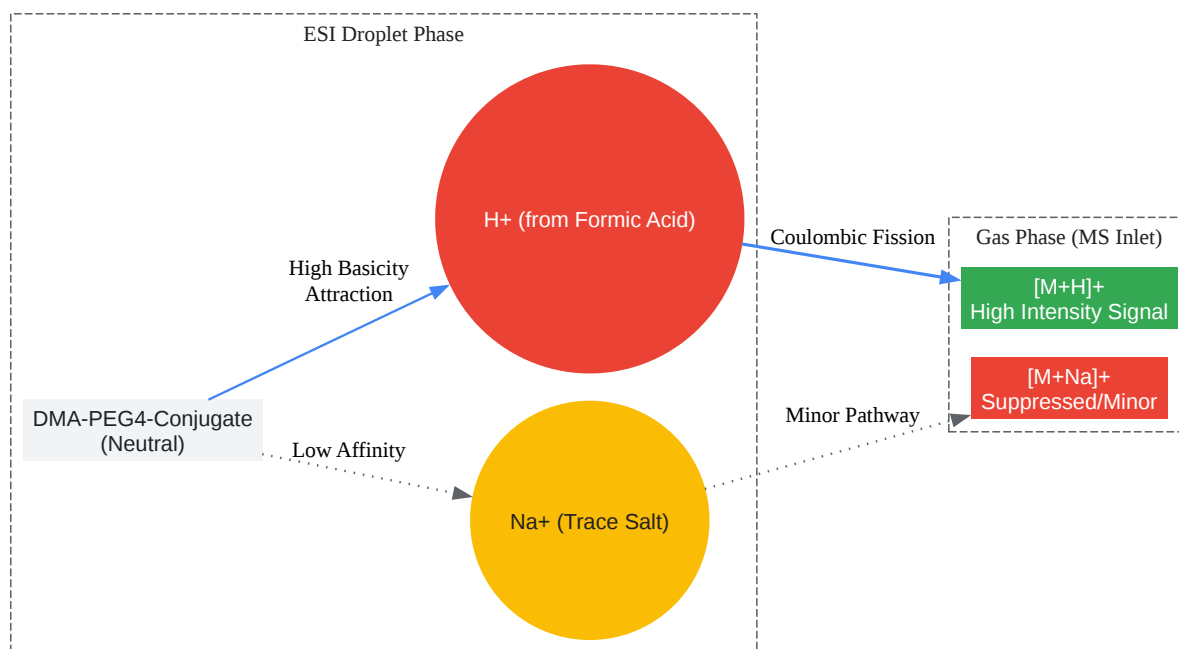 ESI Droplet Phase
H+ (from Formic Acid)
Coulombic Fission
Gas Phase (MS Inlet)
High Basicity
Attraction
[M+H]+
High Intensity Signal
[M+Na]+
Suppressed/Minor
DMA-PEG4-Conjugate
(Neutral)
Minor Pathway
Low Affinity
Na+ (Trace Salt)